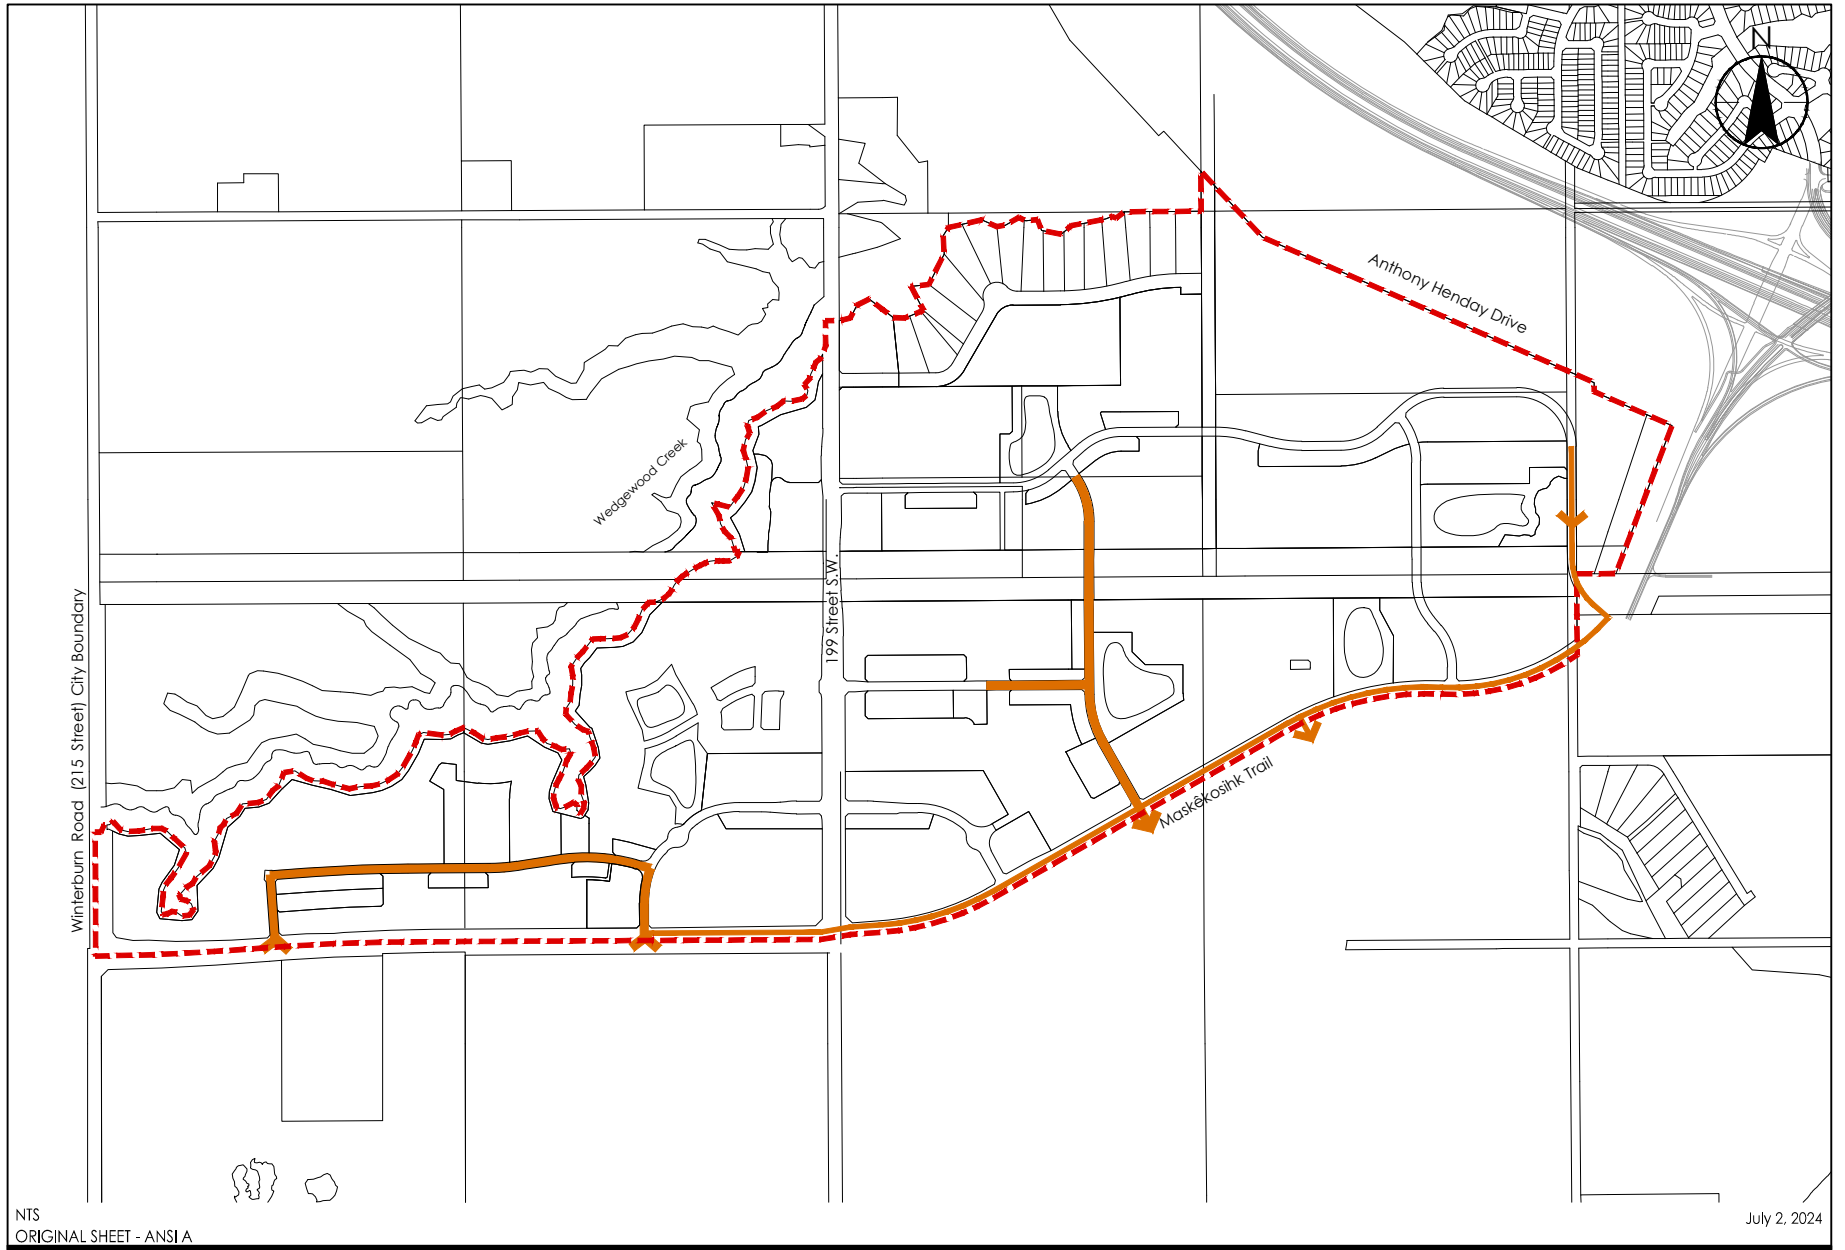 N
Anthony Henday Drive
Wedgewood Creek
199 Street S.W.
Winterburn Road (215 Street) City Boundary
Maskêkosihk Trail
NTS
ORIGINAL SHEET - ANSI A
July 2, 2024